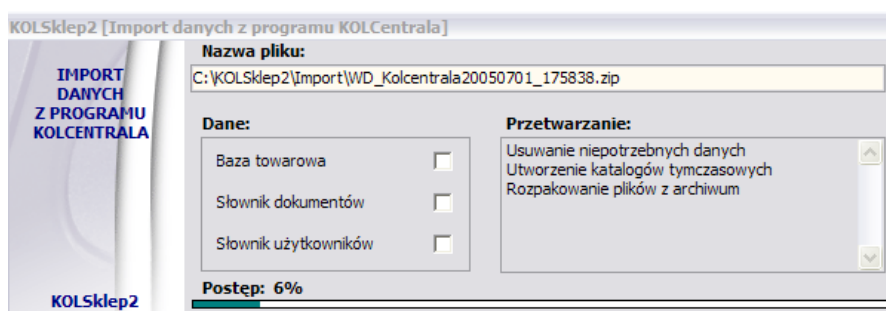 KOLSklep2 [Import danych z programu KOLCentrala]
IMPORT
DANYCH
Z PROGRAMU
KOLCENTRALA
KOLSklep2
Nazwa pliku:
C:\KOLSklep2\Import\WD_Kolcentrala20050701_175838.zip
Dane:
Baza towarowa
Słownik dokumentów
Słownik użytkowników
Przetwarzanie:
Usuwanie niepotrzebnych danych
Utworzenie katalogów tymczasowych
Rozpakowanie plików z archiwum
Postęp: 6%